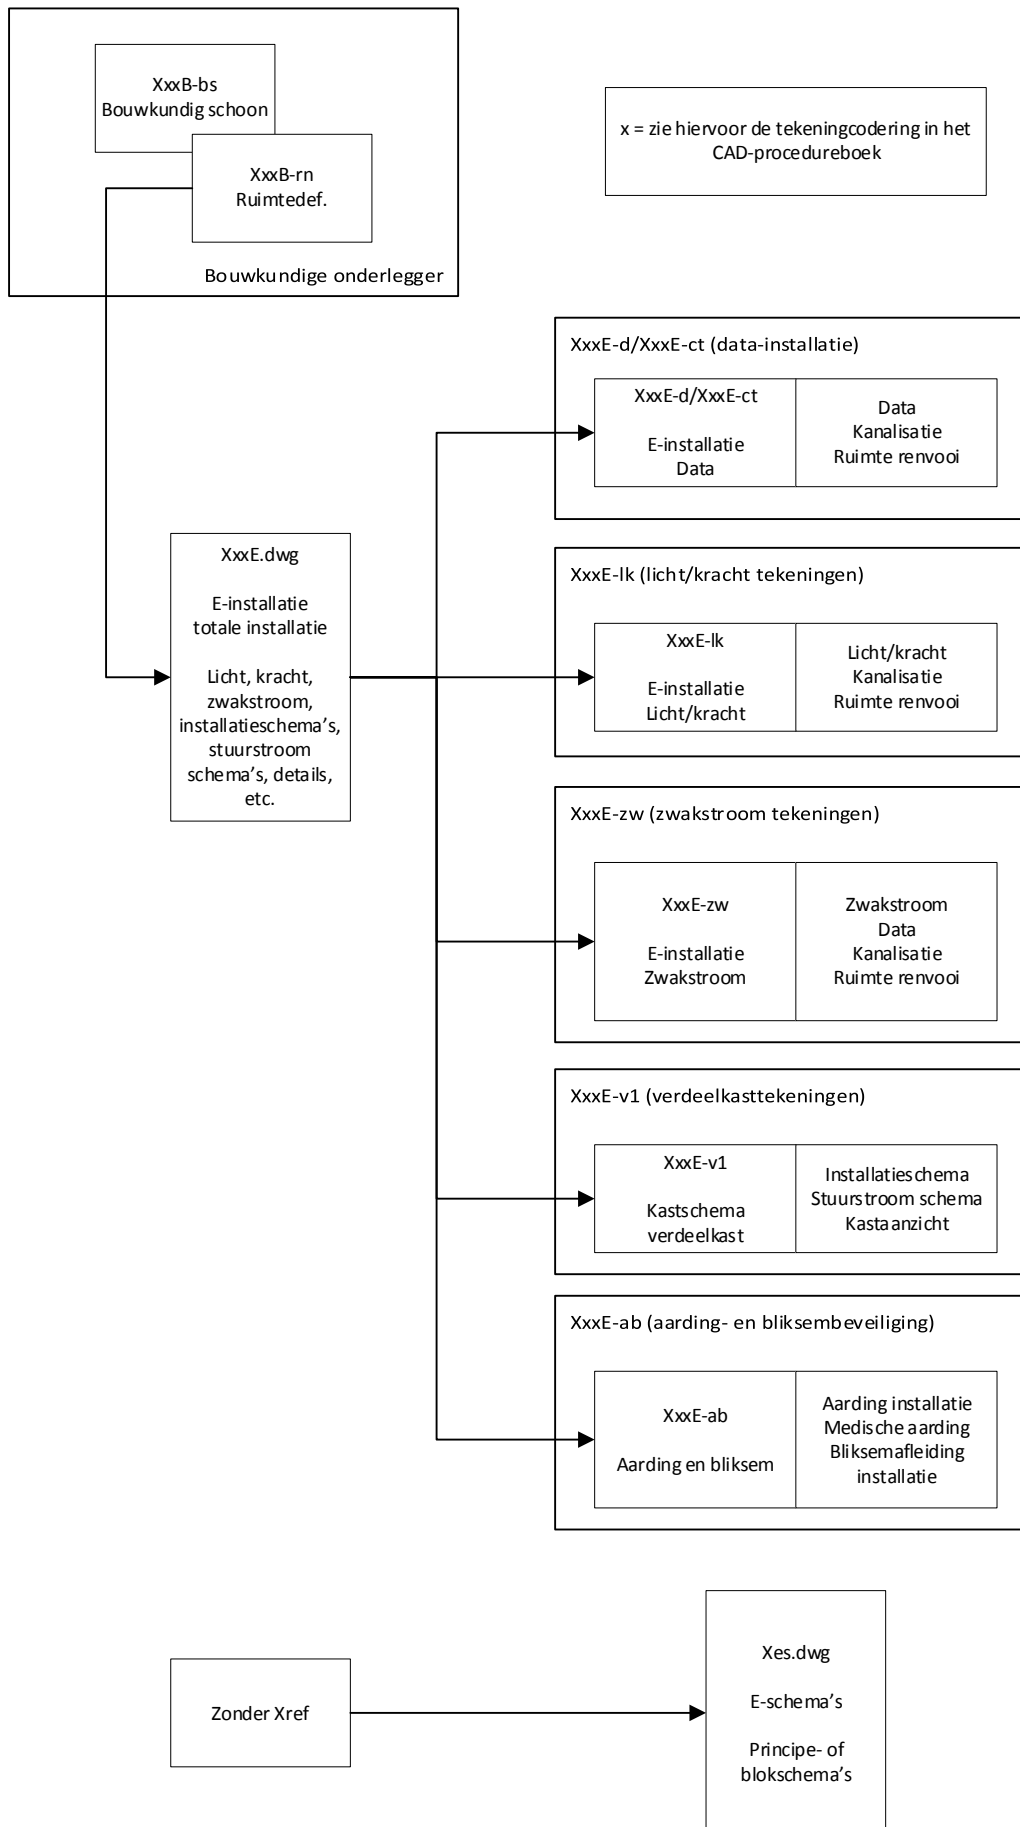 XxxB-bs
Bouwkundig schoon
XxxB-rn
Ruimtedef.
Bouwkundige onderlegger
x = zie hiervoor de tekeningcodering in het
CAD-procedureboek
XxxE.dwg
E-installatie
totale installatie
Licht, kracht,
zwakstroom,
installatieschema’s,
stuurstroom
schema’s, details,
etc.
XxxE-d/XxxE-ct (data-installatie)
XxxE-d/XxxE-ct
E-installatie
Data
Data
Kanalisatie
Ruimte renvooi
XxxE-lk (licht/kracht tekeningen)
XxxE-lk
E-installatie
Licht/kracht
Licht/kracht
Kanalisatie
Ruimte renvooi
XxxE-zw (zwakstroom tekeningen)
XxxE-zw
E-installatie
Zwakstroom
Zwakstroom
Data
Kanalisatie
Ruimte renvooi
XxxE-v1 (verdeelkasttekeningen)
XxxE-v1
Kastschema
verdeelkast
Installatieschema
Stuurstroom schema
Kastaanzicht
XxxE-ab (aarding- en bliksembeveiliging)
XxxE-ab
Aarding en bliksem
Aarding installatie
Medische aarding
Bliksemafleiding
installatie
Zonder Xref
Xes.dwg
E-schema’s
Principe- of
blokschema’s